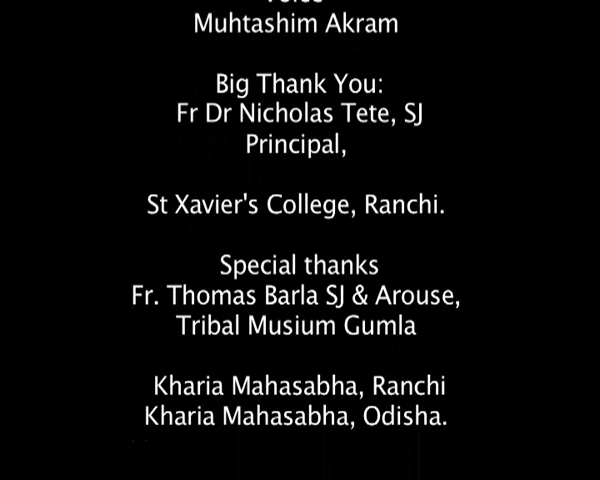 Voice
Muhtashim Akram
Big Thank You:
Fr Dr Nicholas Tete, SJ
Principal,
St Xavier's College, Ranchi.
Special thanks
Fr. Thomas Barla SJ & Arouse,
Tribal Musium Gumla
Kharia Mahasabha, Ranchi
Kharia Mahasabha, Odisha.